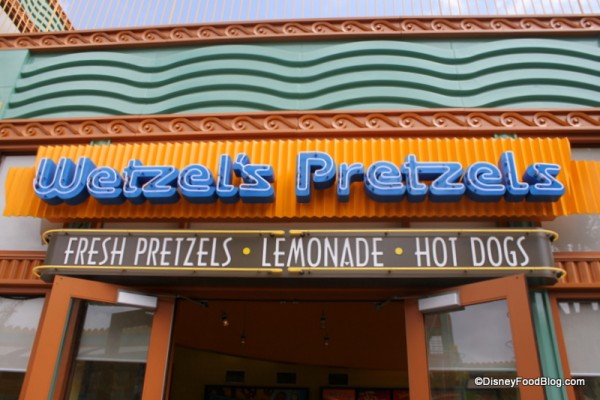 Wetzel's Pretzels
FRESH PRETZELS • LEMONADE • HOT DOGS
©DisneyFoodBlog.com